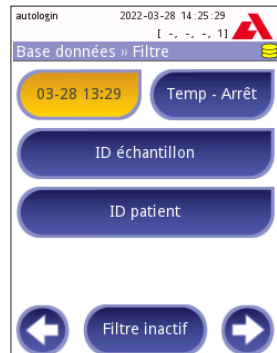 autologin 2022-03-28 14:25:29
[ -, -, -, 1]
Base données » Filtre
03-28 13:29 Temp - Arrêt
ID échantillon
ID patient
Filtre inactif